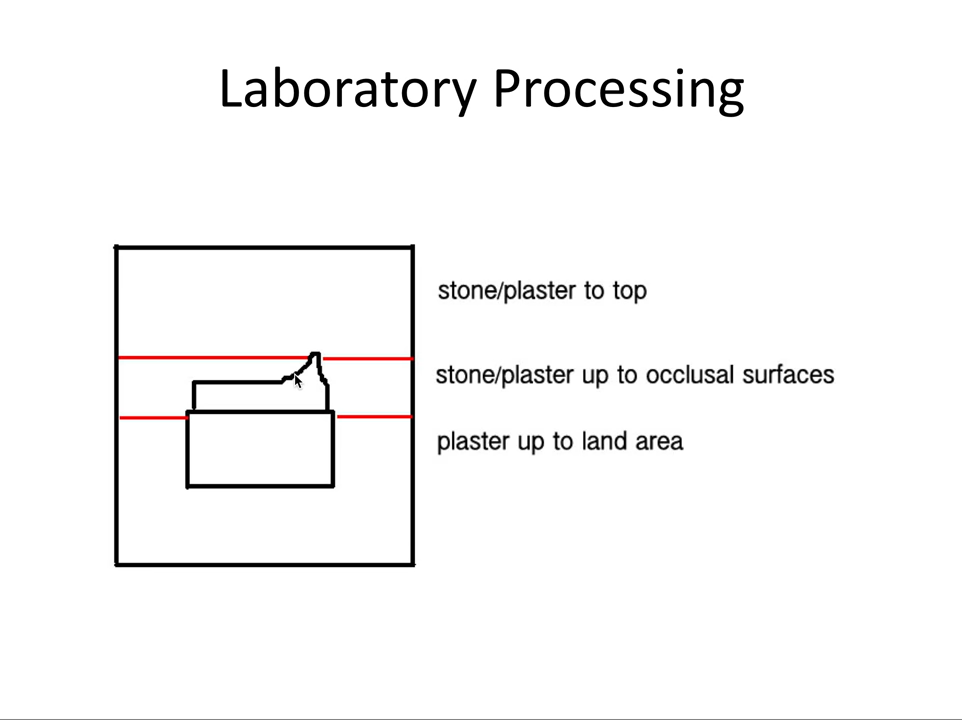 Laboratory Processing
stone/plaster to top
stone/plaster up to occlusal surfaces
plaster up to land area